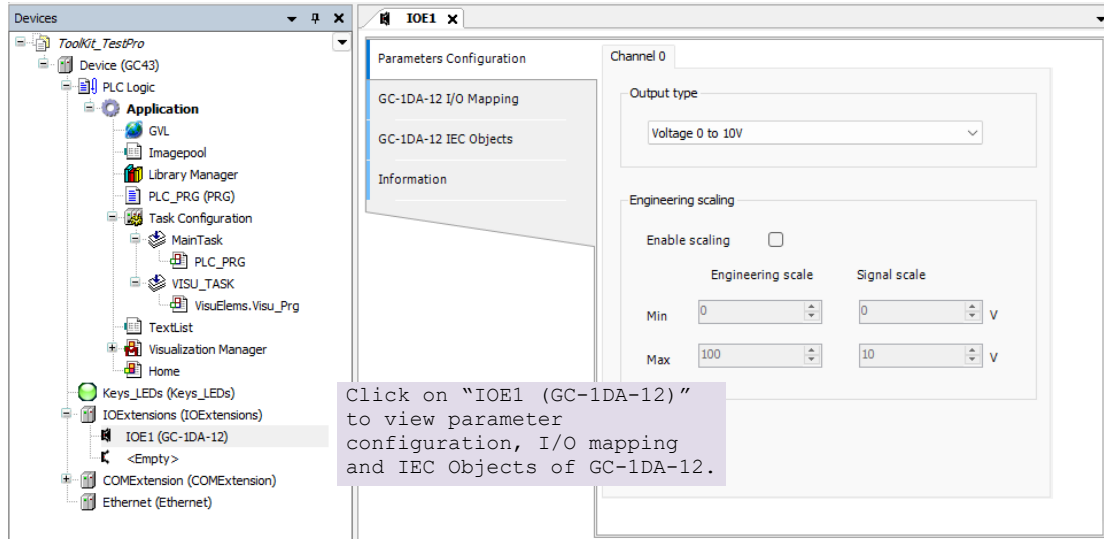 Devices
ToolKit_TestPro
Device (GC43)
PLC Logic
Application
GVL
Imagepool
Library Manager
PLC_PRG (PRG)
Task Configuration
MainTask
PLC_PRG
VISU_TASK
VisuElems.Visu_Prg
TextList
Visualization Manager
Home
Keys_LEDs (Keys_LEDs)
IOExtensions (IOExtensions)
IOE1 (GC-1DA-12)
<Empty>
COMExtension (COMExtension)
Ethernet (Ethernet)
IOE1
Parameters Configuration
GC-1DA-12 I/O Mapping
GC-1DA-12 IEC Objects
Information
Channel 0
Output type
Voltage 0 to 10V
Engineering scaling
Enable scaling
Engineering scale Signal scale
Min 0 0 V
Max 100 10 V
Click on “IOE1 (GC-1DA-12)”
to view parameter
configuration, I/O mapping
and IEC Objects of GC-1DA-12.